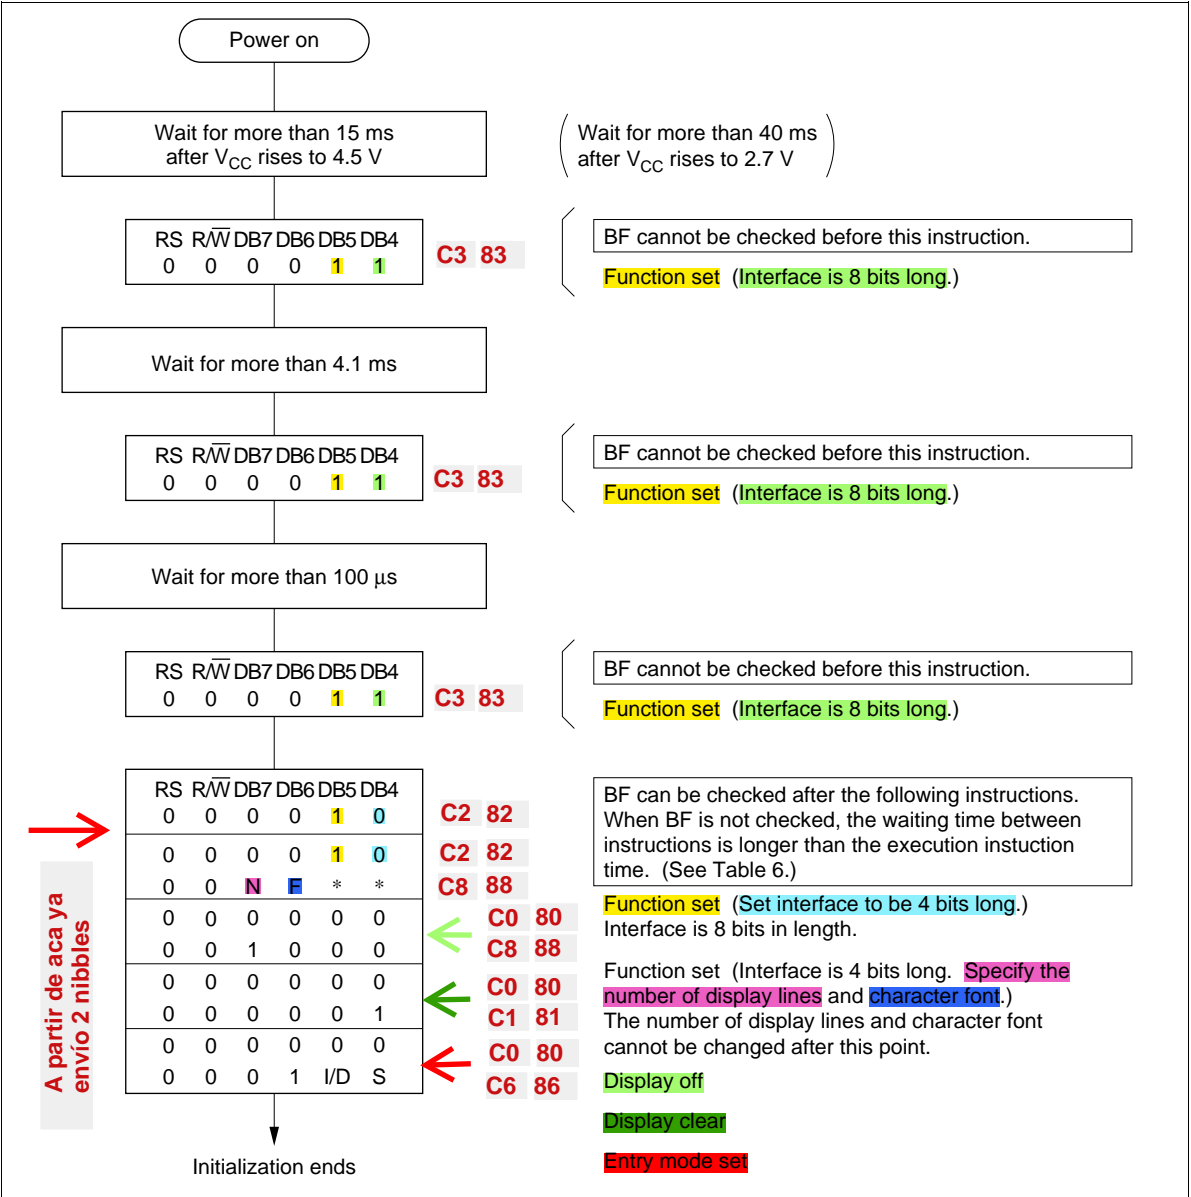 Power on
Wait for more than 15 ms
after VCC rises to 4.5 V
Wait for more than 40 ms
after VCC rises to 2.7 V
RS R/W̅ DB7 DB6 DB5 DB4
0 0 0 0 1 1
C3 83
BF cannot be checked before this instruction.
Function set (Interface is 8 bits long.)
Wait for more than 4.1 ms
RS R/W̅ DB7 DB6 DB5 DB4
0 0 0 0 1 1
C3 83
BF cannot be checked before this instruction.
Function set (Interface is 8 bits long.)
Wait for more than 100 µs
RS R/W̅ DB7 DB6 DB5 DB4
0 0 0 0 1 1
C3 83
BF cannot be checked before this instruction.
Function set (Interface is 8 bits long.)
A partir de aca ya
envío 2 nibbles
RS R/W̅ DB7 DB6 DB5 DB4
0 0 0 0 1 0
C2 82
0 0 0 0 1 0
C2 82
0 0 N F * *
C8 88
0 0 0 0 0 0
C0 80
0 0 1 0 0 0
C8 88
0 0 0 0 0 0
C0 80
0 0 0 0 0 1
C1 81
0 0 0 0 0 0
C0 80
0 0 0 1 I/D S
C6 86
BF can be checked after the following instructions.
When BF is not checked, the waiting time between
instructions is longer than the execution instuction
time. (See Table 6.)
Function set (Set interface to be 4 bits long.)
Interface is 8 bits in length.
Function set (Interface is 4 bits long. Specify the
number of display lines and character font.)
The number of display lines and character font
cannot be changed after this point.
Display off
Display clear
Entry mode set
Initialization ends